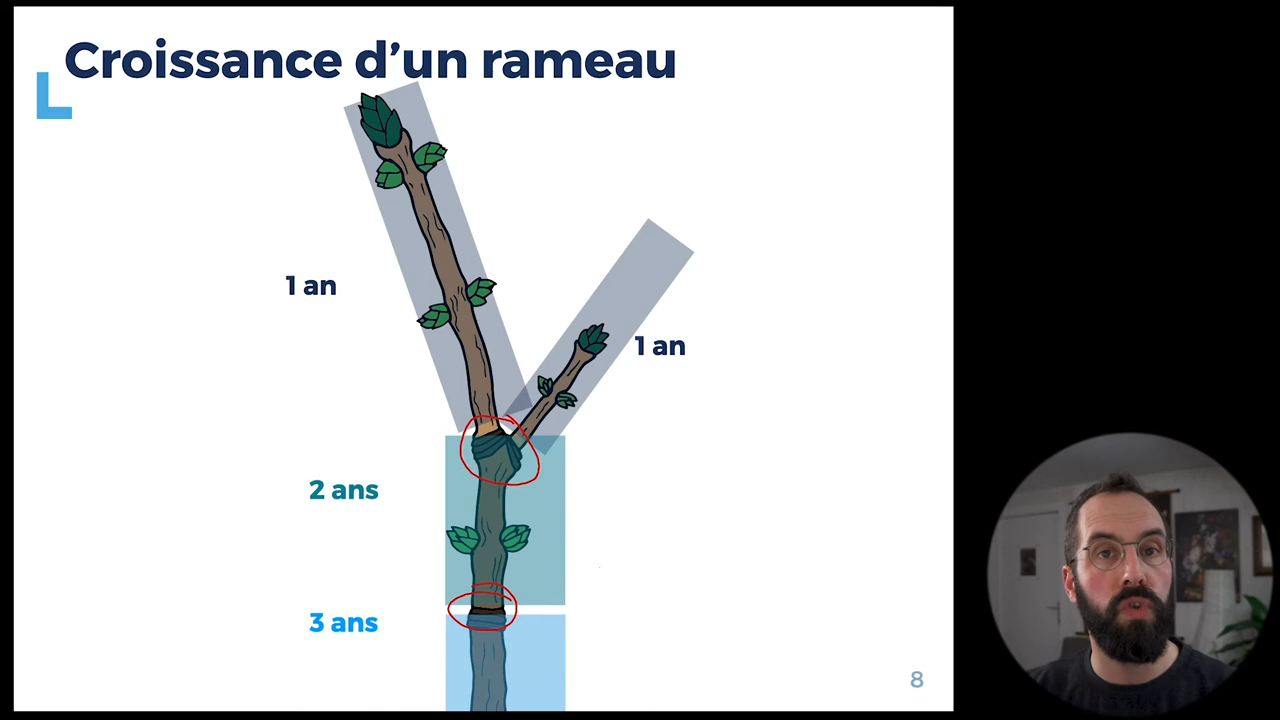 Croissance d’un rameau
1 an
1 an
2 ans
3 ans
8